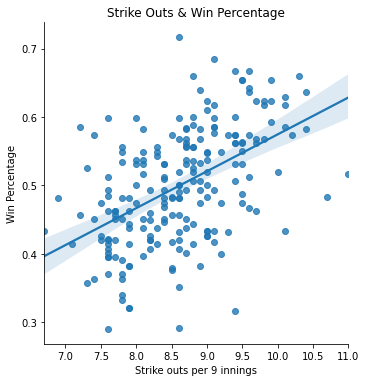 Strike Outs & Win Percentage
0.7
0.6
0.5
0.4
0.3
Win Percentage
7.0 7.5 8.0 8.5 9.0 9.5 10.0 10.5 11.0
Strike outs per 9 innings